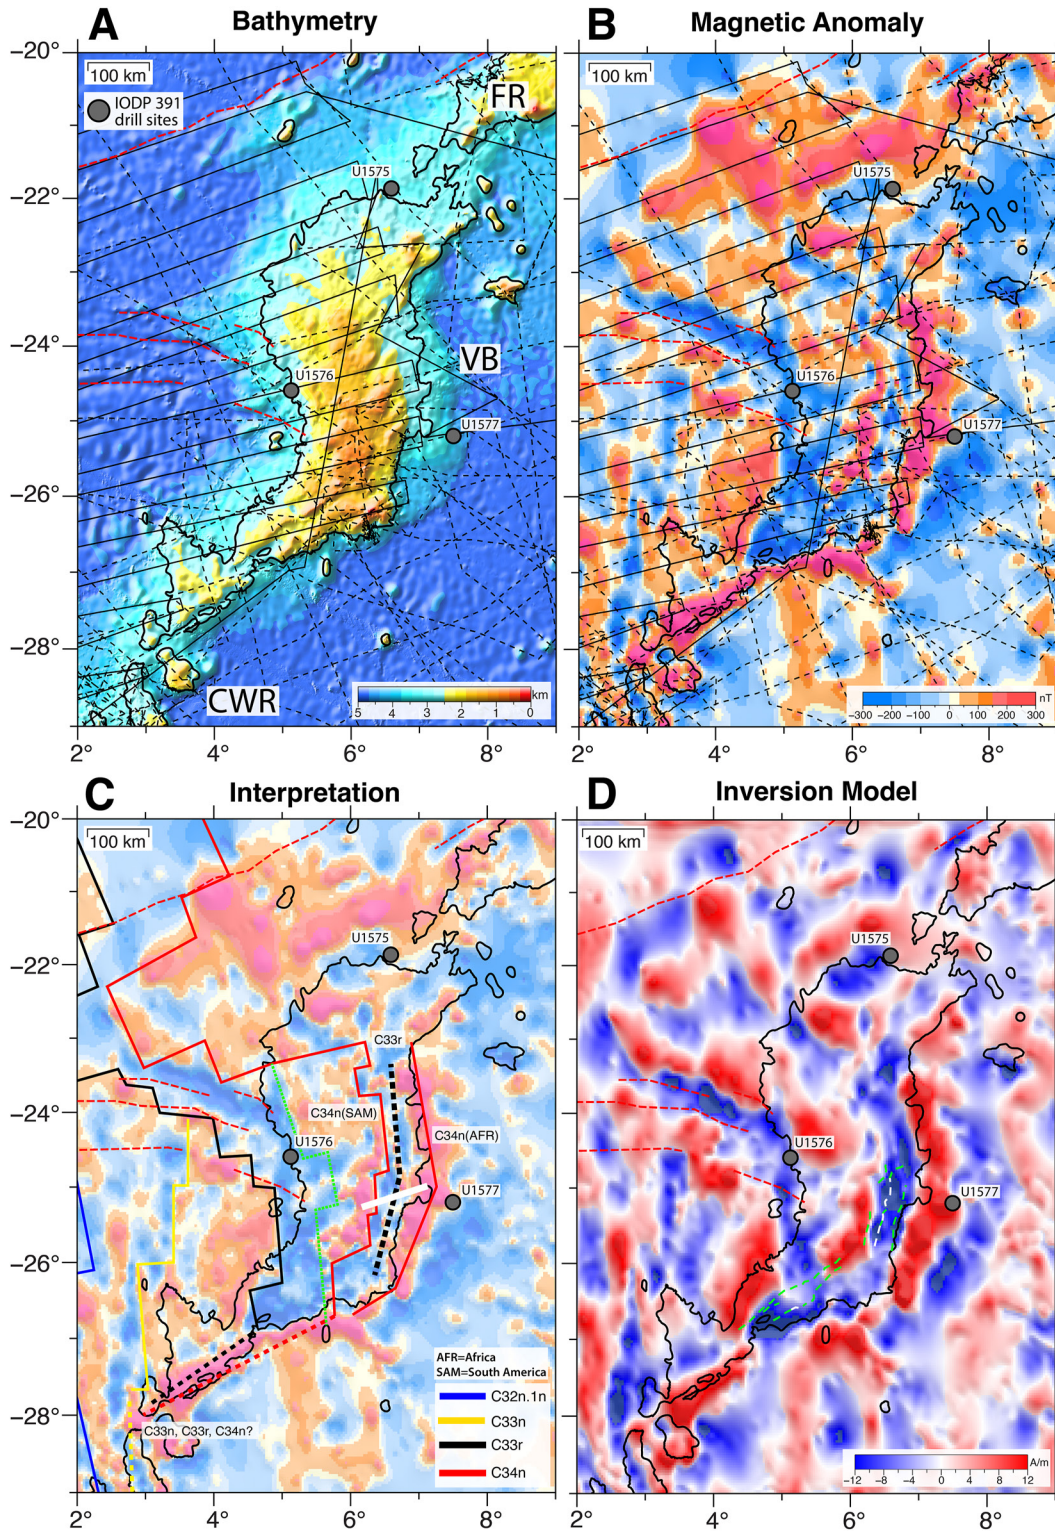 A Bathymetry
B Magnetic Anomaly
100 km
IODP 391
drill sites
FR
U1575
U1576
VB
U1577
CWR
km
5 4 3 2 1 0
−20°
−22°
−24°
−26°
−28°
2° 4° 6° 8°
100 km
U1575
U1576
U1577
nT
−300 −200 −100 0 100 200 300
2° 4° 6° 8°
C Interpretation
D Inversion Model
100 km
U1575
C33r
C34n(SAM)
C34n(AFR)
U1576
U1577
AFR=Africa
SAM=South America
C32n.1n
C33n
C33r
C34n
C33n, C33r, C34n?
−20°
−22°
−24°
−26°
−28°
2° 4° 6° 8°
100 km
U1575
U1576
U1577
A/m
−12 −8 −4 0 4 8 12
2° 4° 6° 8°